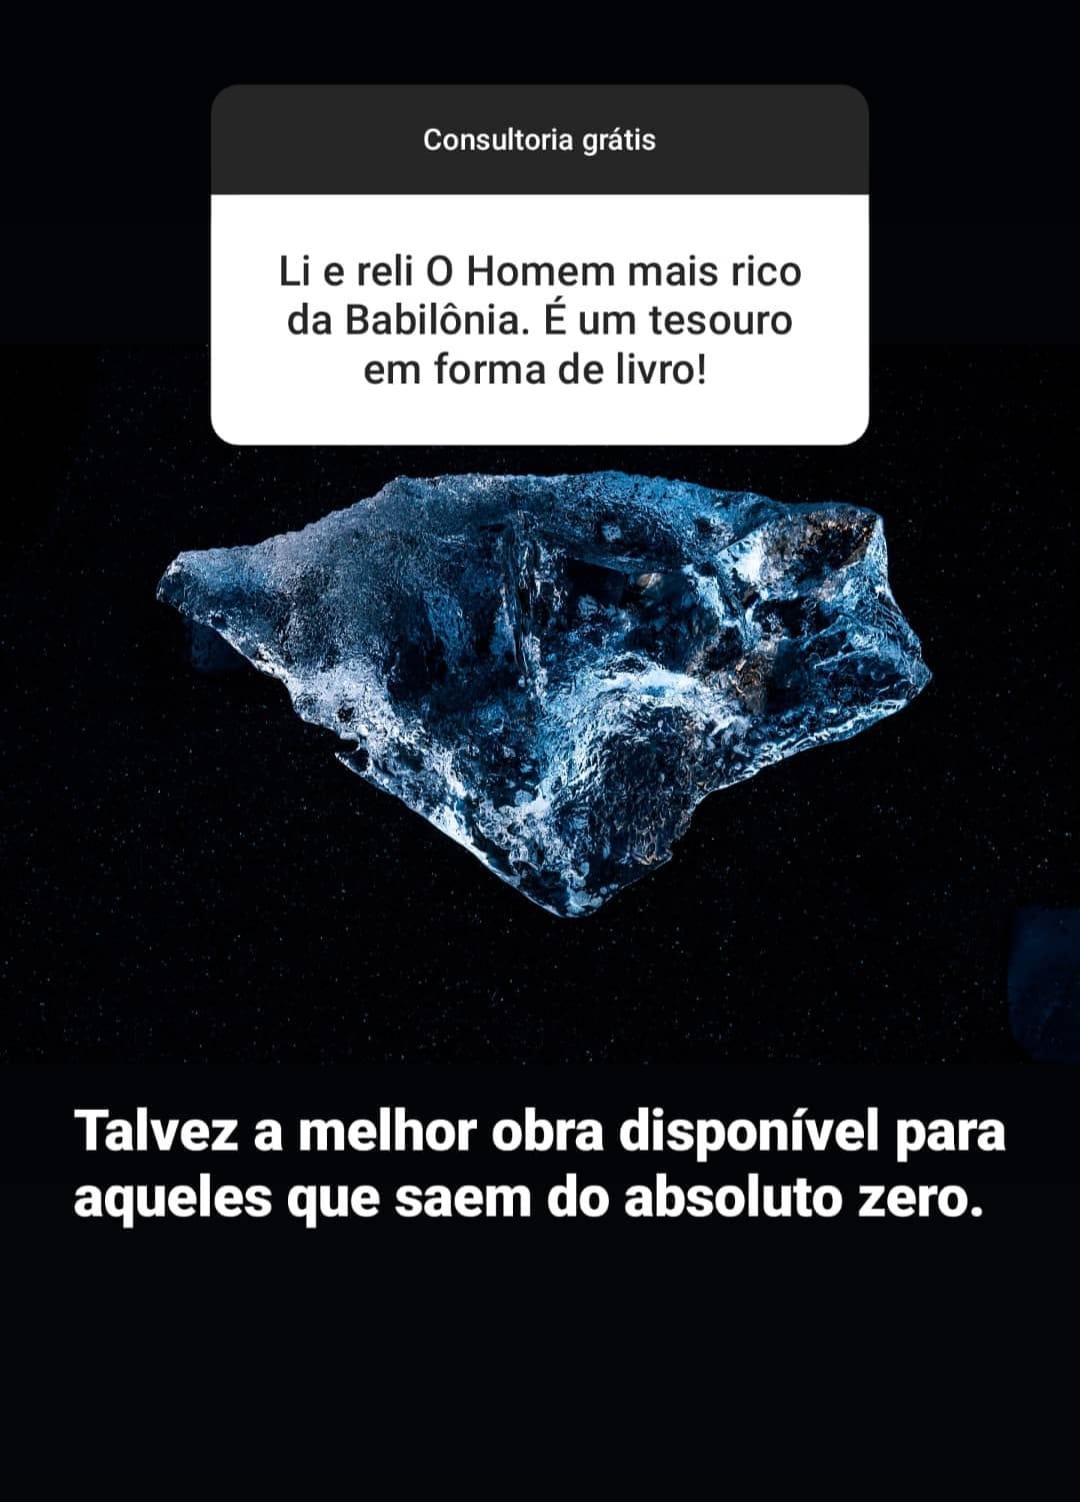 Consultoria grátis
Li e reli O Homem mais rico
da Babilônia. É um tesouro
em forma de livro!
Talvez a melhor obra disponível para
aqueles que saem do absoluto zero.